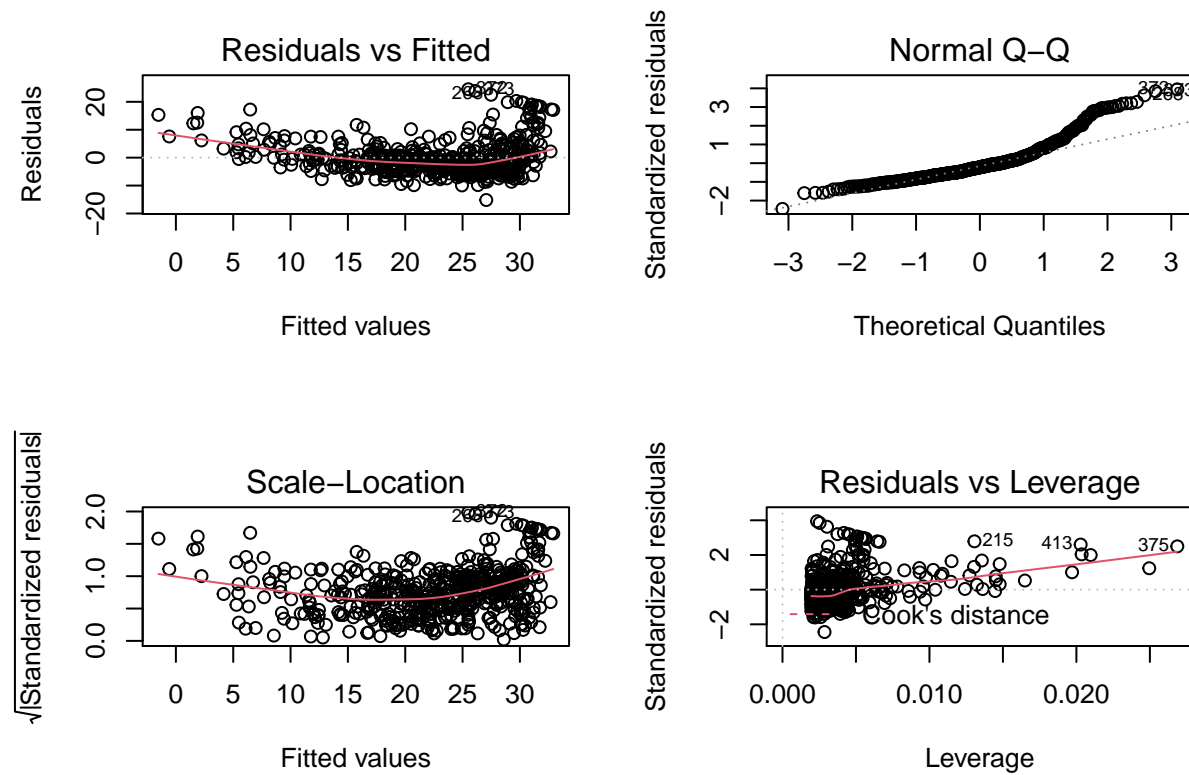 Residuals vs Fitted
Residuals
20
0
−20
0 5 10 15 20 25 30
Fitted values
Normal Q−Q
Standardized residuals
3
1
−2
−3 −2 −1 0 1 2 3
Theoretical Quantiles
Scale−Location
√|Standardized residuals|
2.0
1.0
0.0
0 5 10 15 20 25 30
Fitted values
Residuals vs Leverage
Standardized residuals
2
−2
215
413
375
Cook's distance
0.000 0.010 0.020
Leverage